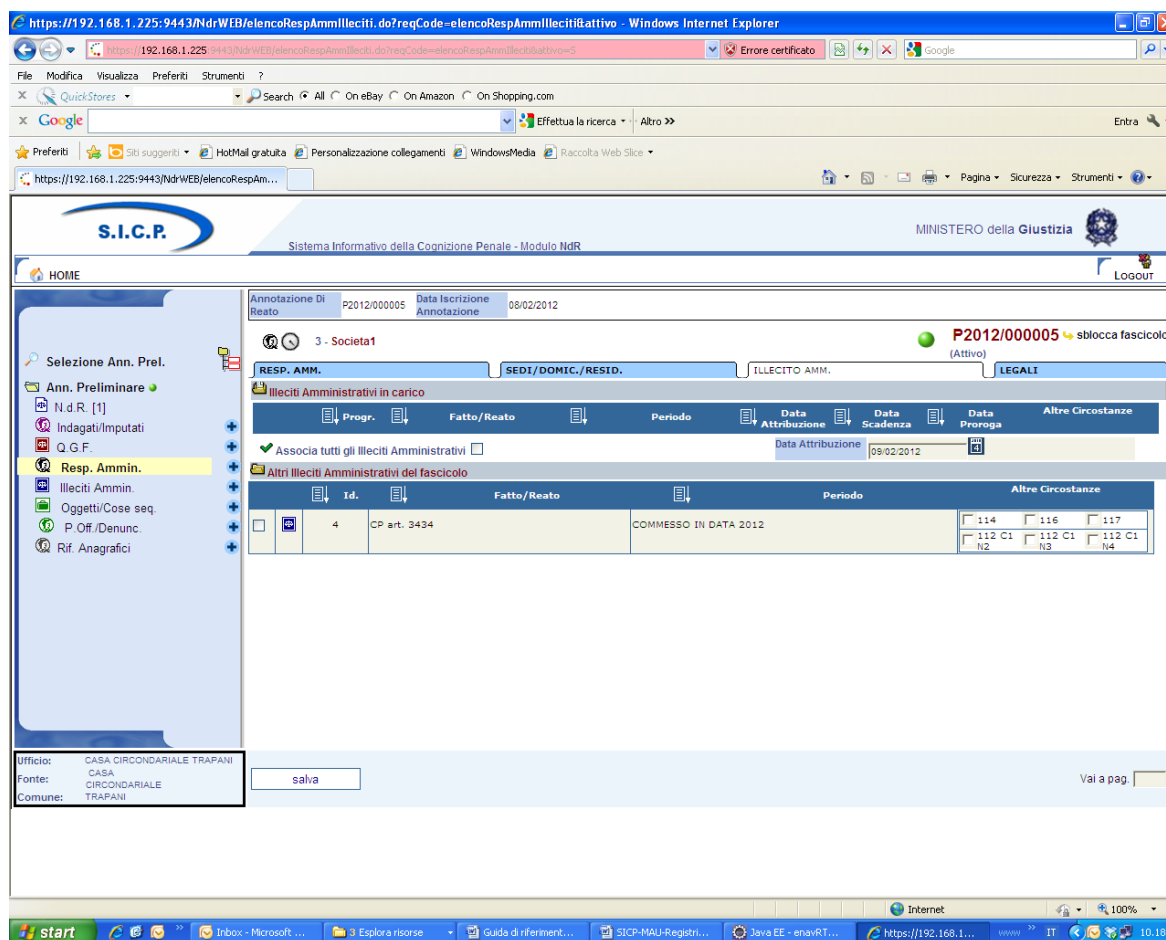 https://192.168.1.225:9443/NdrWEB/elencoRespAmmIlleciti.do?reqCode=elencoRespAmmIlleciti&attivo - Windows Internet Explorer
https://192.168.1.225:9443/NdrWEB/elencoRespAmmIlleciti.do?reqCode=elencoRespAmmIlleciti&attivo=S Errore certificato Google
File Modifica Visualizza Preferiti Strumenti ?
X QuickStores Search All On eBay On Amazon On Shopping.com
x Google Effettua la ricerca Altro >> Entra
Preferiti Siti suggeriti HotMail gratuita Personalizzazione collegamenti WindowsMedia Raccolta Web Slice
https://192.168.1.225:9443/NdrWEB/elencoRespAm... Pagina Sicurezza Strumenti
S.I.C.P.
Sistema Informativo della Cognizione Penale - Modulo NdR
MINISTERO della Giustizia
HOME
LOGOUT
Annotazione Di Reato P2012/000005 Data Iscrizione Annotazione 08/02/2012
3 - Societa1
P2012/000005 sblocca fascicolo
(Attivo)
RESP. AMM. SEDI/DOMIC./RESID. ILLECITO AMM. LEGALI
Illeciti Amministrativi in carico
Progr. Fatto/Reato Periodo Data Attribuzione Data Scadenza Data Proroga Altre Circostanze
Associa tutti gli Illeciti Amministrativi Data Attribuzione 09/02/2012
Altri Illeciti Amministrativi del fascicolo
Id. Fatto/Reato Periodo Altre Circostanze
4 CP art. 3434 COMMESSO IN DATA 2012
114 116 117
112 C1 N2 112 C1 N3 112 C1 N4
Selezione Ann. Prel.
Ann. Preliminare
N.d.R. [1]
Indagati/Imputati
Q.G.F.
Resp. Ammin.
Illeciti Ammin.
Oggetti/Cose seq.
P.Off./Denunc.
Rif. Anagrafici
Ufficio: CASA CIRCONDARIALE TRAPANI
Fonte: CASA CIRCONDARIALE
Comune: TRAPANI
salva
Vai a pag.
Internet 100%
start Inbox - Microsoft ... 3 Esplora risorse Guida di riferiment... SICP-MAU-Registri... Java EE - enavRT... https://192.168.1... www >> IT 10.18